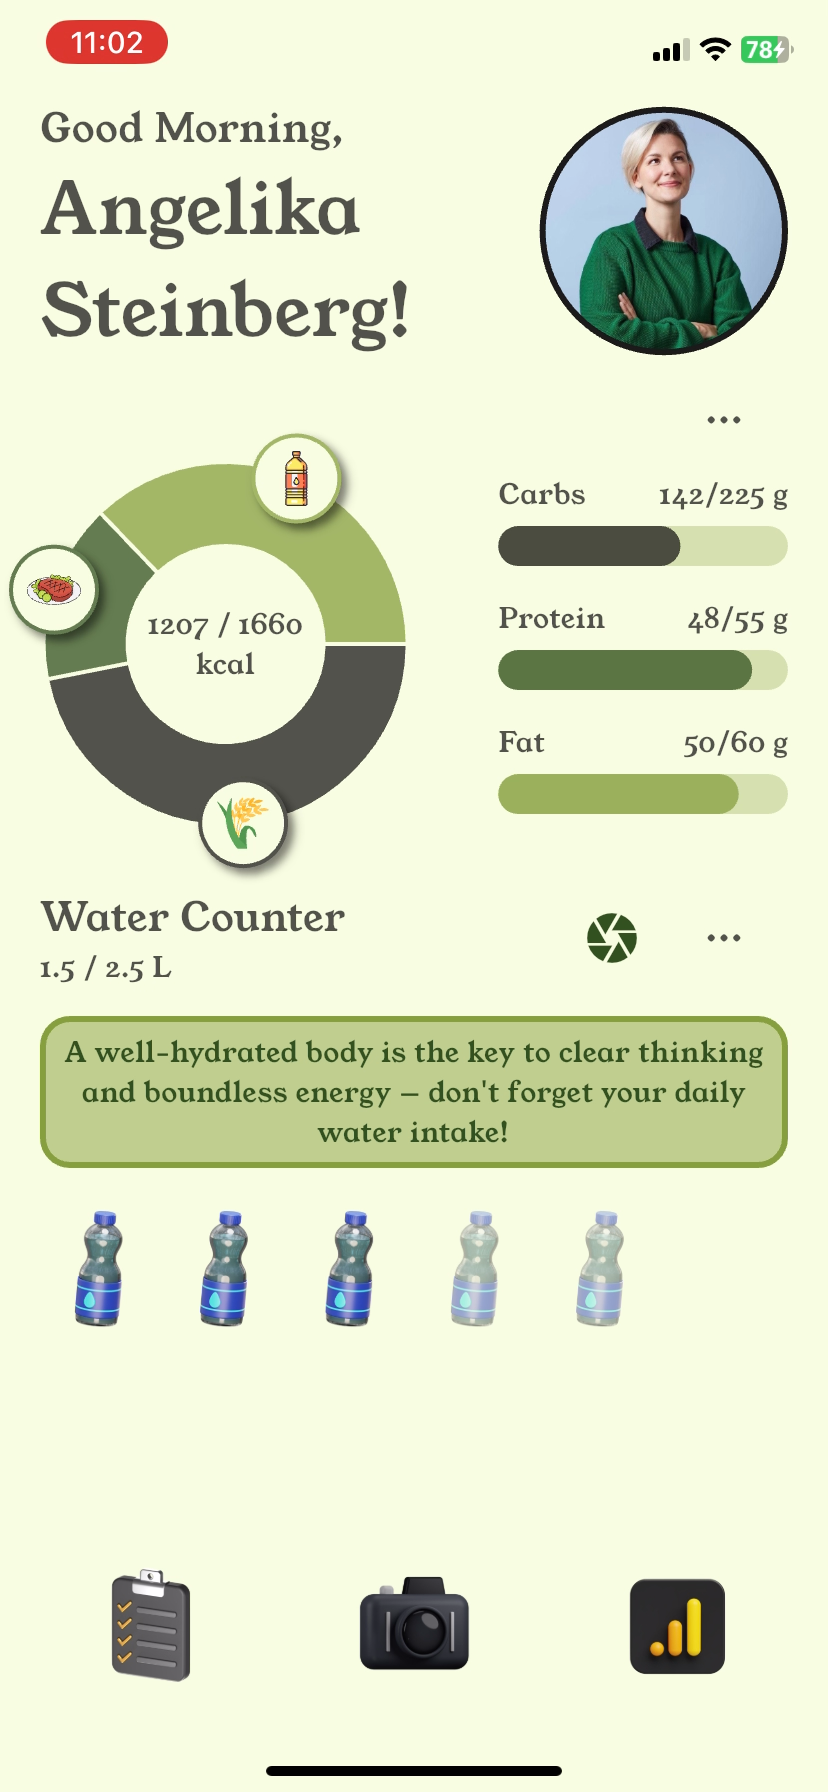 11:02
78
Good Morning,
Angelika
Steinberg!
Carbs 142/225 g
Protein 48/55 g
Fat 50/60 g
1207 / 1660
kcal
Water Counter
1.5 / 2.5 L
A well-hydrated body is the key to clear thinking
and boundless energy – don't forget your daily
water intake!